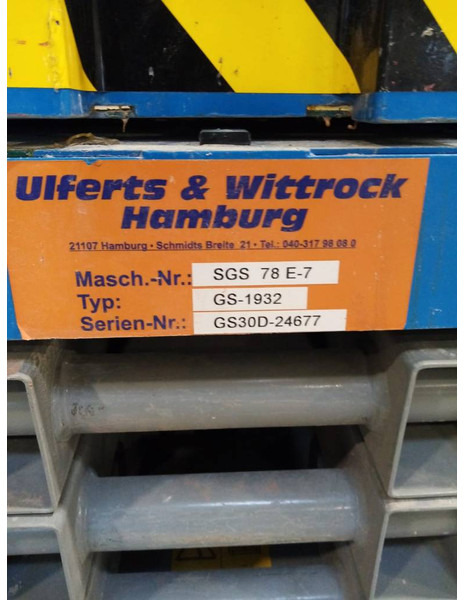 Ulferts & Wittrock
Hamburg
21107 Hamburg · Schmidts Breite 21 · Tel.: 040-317 98 08 0
Masch.-Nr.: SGS 78 E-7
Typ: GS-1932
Serien-Nr.: GS30D-24677